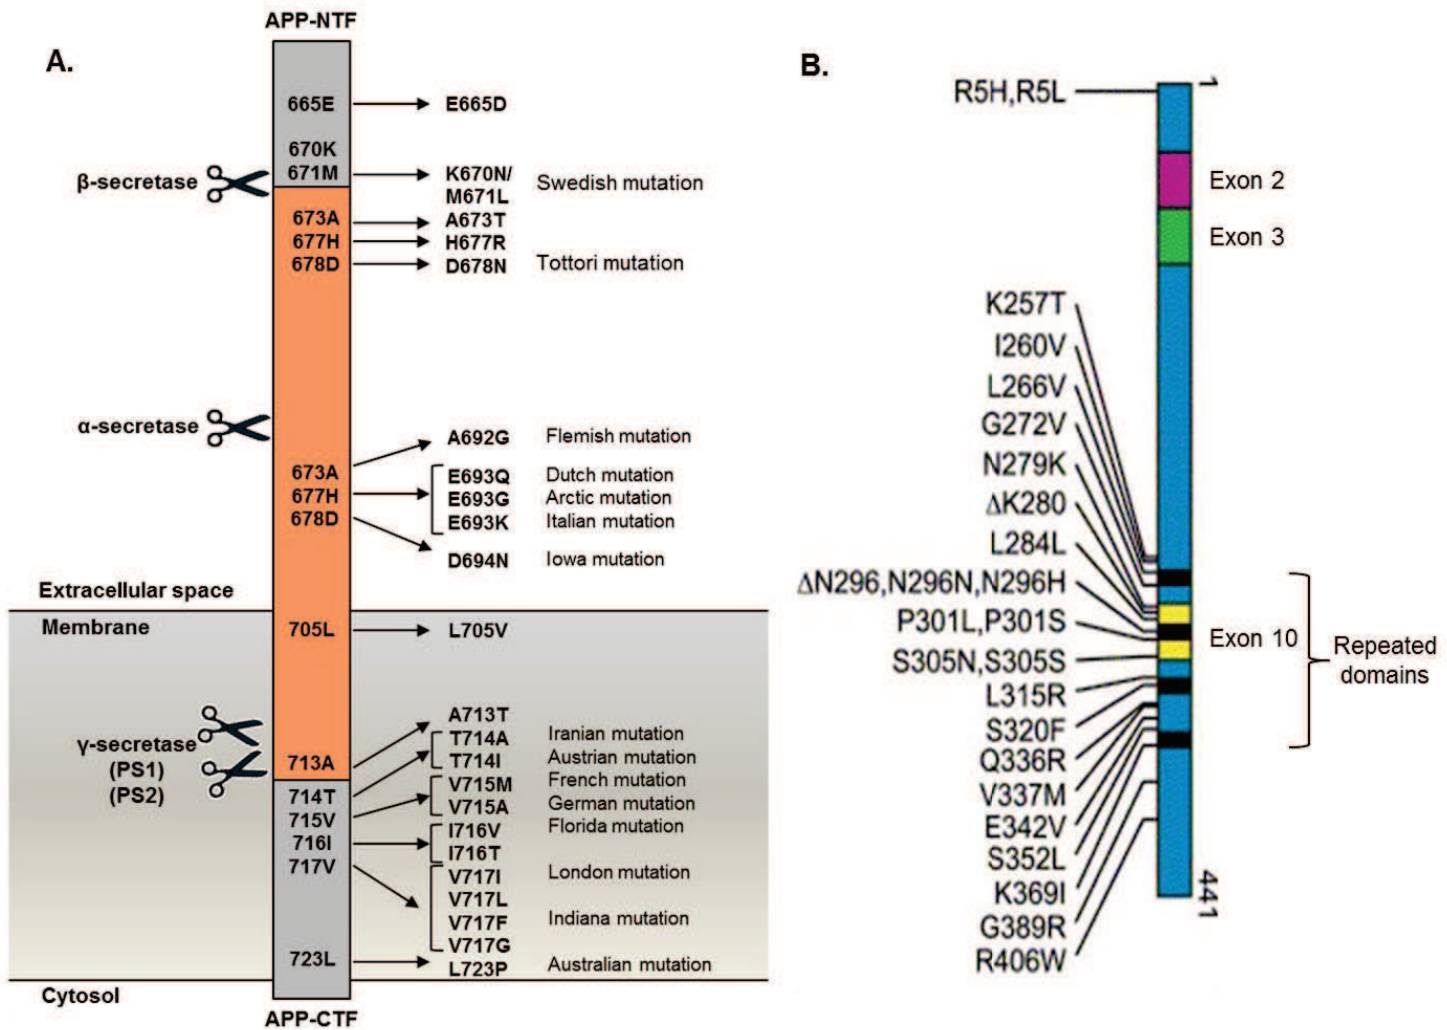 A.
APP-NTF
665E E665D
670K
671M K670N/
M671L Swedish mutation
β-secretase
673A A673T
677H H677R
678D D678N Tottori mutation
α-secretase
A692G Flemish mutation
673A E693Q Dutch mutation
677H E693G Arctic mutation
678D E693K Italian mutation
D694N Iowa mutation
Extracellular space
Membrane
705L L705V
γ-secretase
(PS1)
(PS2)
A713T
T714A Iranian mutation
713A T714I Austrian mutation
714T V715M French mutation
715V V715A German mutation
716I I716V Florida mutation
I716T
717V V717I London mutation
V717L
V717F Indiana mutation
V717G
723L L723P Australian mutation
Cytosol
APP-CTF
B.
R5H,R5L
1
Exon 2
Exon 3
K257T
I260V
L266V
G272V
N279K
ΔK280
L284L
ΔN296,N296N,N296H
P301L,P301S
S305N,S305S
L315R
S320F
Q336R
V337M
E342V
S352L
K369I
G389R
R406W
Exon 10
Repeated
domains
441